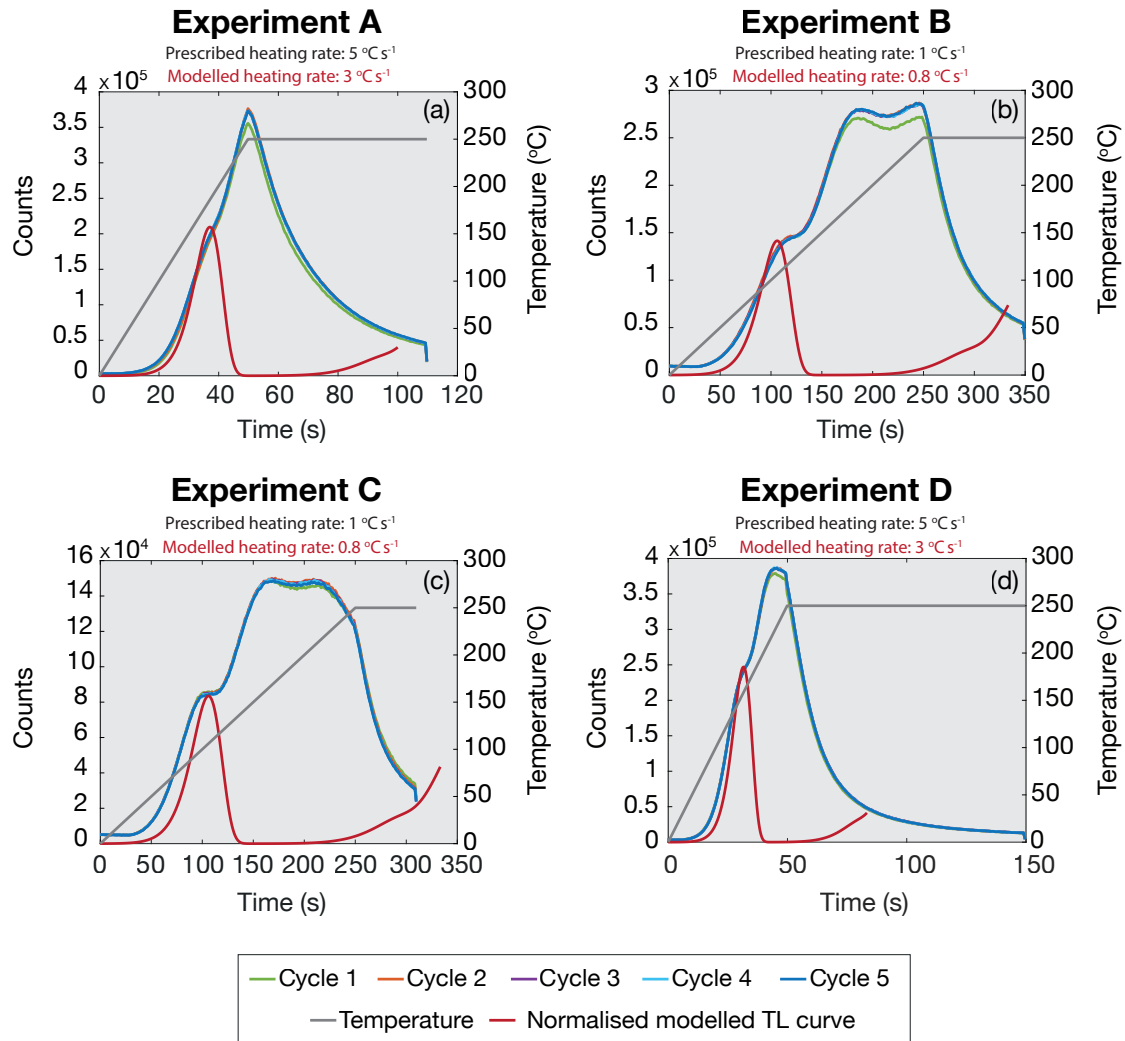 Experiment A
Prescribed heating rate: 5 °C s⁻¹
Modelled heating rate: 3 °C s⁻¹
x10⁵
(a)
4
3.5
3
2.5
2
1.5
1
0.5
0
Counts
300
250
200
150
100
50
0
Temperature (°C)
0 20 40 60 80 100 120
Time (s)
Experiment B
Prescribed heating rate: 1 °C s⁻¹
Modelled heating rate: 0.8 °C s⁻¹
x 10⁵
(b)
3
2.5
2
1.5
1
0.5
0
Counts
300
250
200
150
100
50
0
Temperature (°C)
0 50 100 150 200 250 300 350
Time (s)
Experiment C
Prescribed heating rate: 1 °C s⁻¹
Modelled heating rate: 0.8 °C s⁻¹
x 10⁴
(c)
16
14
12
10
8
6
4
2
0
Counts
300
250
200
150
100
50
0
Temperature (°C)
0 50 100 150 200 250 300 350
Time (s)
Experiment D
Prescribed heating rate: 5 °C s⁻¹
Modelled heating rate: 3 °C s⁻¹
x 10⁵
(d)
4
3.5
3
2.5
2
1.5
1
0.5
0
Counts
300
250
200
150
100
50
0
Temperature (°C)
0 50 100 150
Time (s)
Cycle 1 Cycle 2 Cycle 3 Cycle 4 Cycle 5
Temperature Normalised modelled TL curve